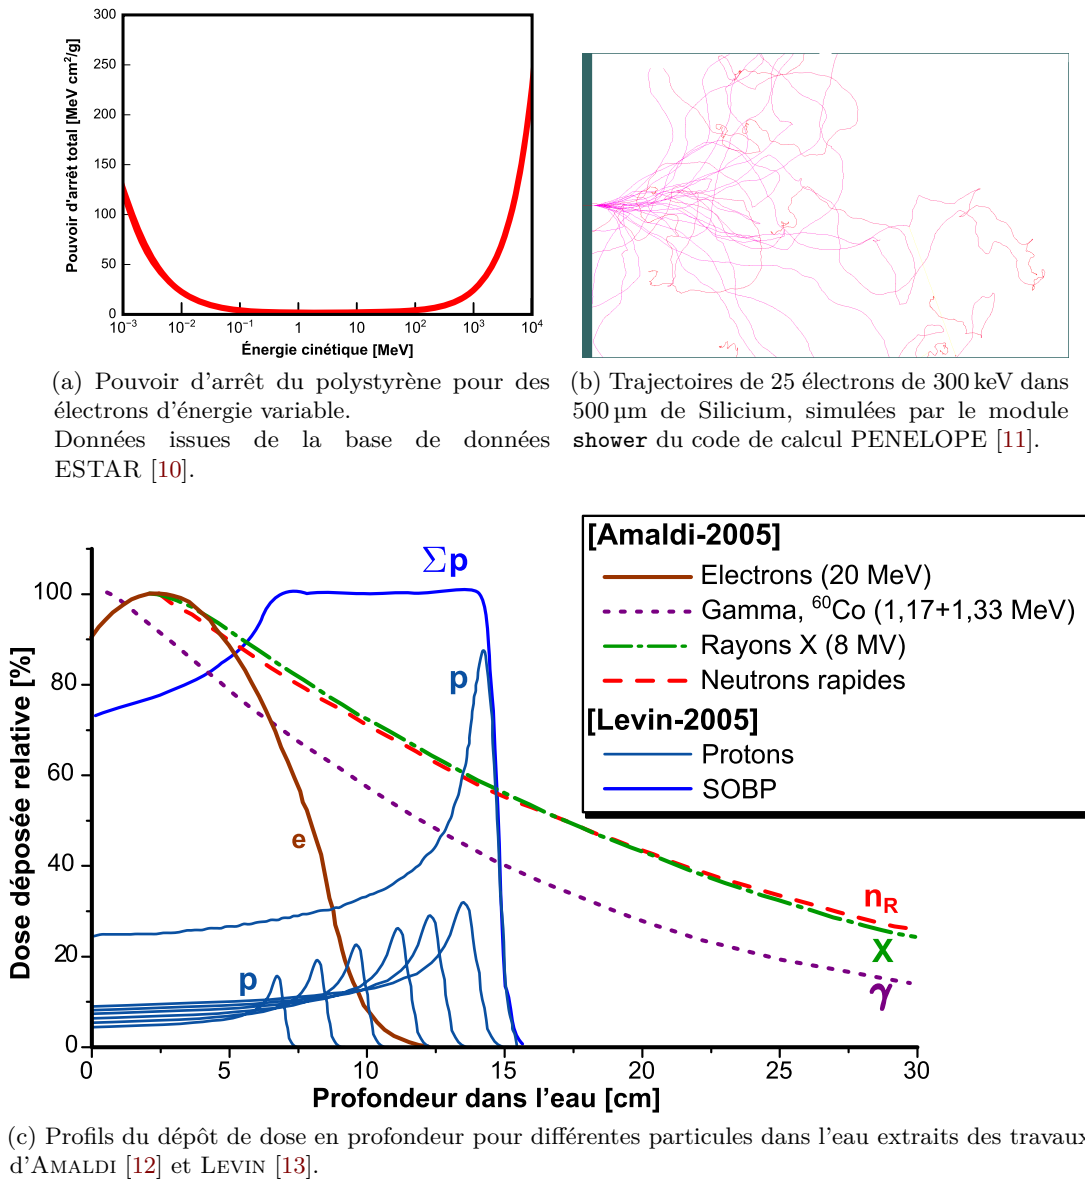 300
250
200
150
100
50
0
Pouvoir d'arrêt total [MeV cm²/g]
10⁻³ 10⁻² 10⁻¹ 1 10 10² 10³ 10⁴
Énergie cinétique [MeV]
(a) Pouvoir d'arrêt du polystyrène pour des
électrons d'énergie variable.
Données issues de la base de données
ESTAR [10].
(b) Trajectoires de 25 électrons de 300 keV dans
500 µm de Silicium, simulées par le module
shower du code de calcul PENELOPE [11].
[Amaldi-2005]
Electrons (20 MeV)
Gamma, ⁶⁰Co (1,17+1,33 MeV)
Rayons X (8 MV)
Neutrons rapides
[Levin-2005]
Protons
SOBP
Σp
p
e
p
n_R
X
γ
100
80
60
40
20
0
Dose déposée relative [%]
0 5 10 15 20 25 30
Profondeur dans l'eau [cm]
(c) Profils du dépôt de dose en profondeur pour différentes particules dans l'eau extraits des travaux
d'AMALDI [12] et LEVIN [13].